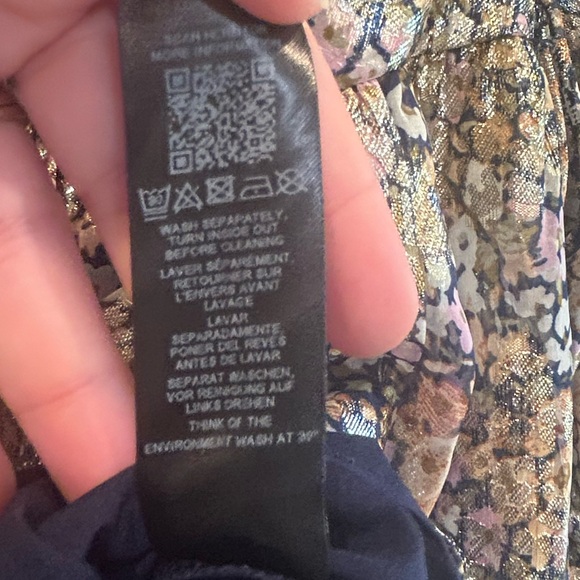 SCAN HERE FOR
MORE INFORMATION
30
WASH SEPARATELY,
TURN INSIDE OUT
BEFORE CLEANING
LAVER SÉPARÉMENT,
RETOURNER SUR
L'ENVERS AVANT
LAVAGE
LAVAR
SEPARADAMENTE,
PONER DEL REVÉS
ANTES DE LAVAR
SEPARAT WASCHEN,
VOR REINIGUNG AUF
LINKS DREHEN
THINK OF THE
ENVIRONMENT WASH AT 30°